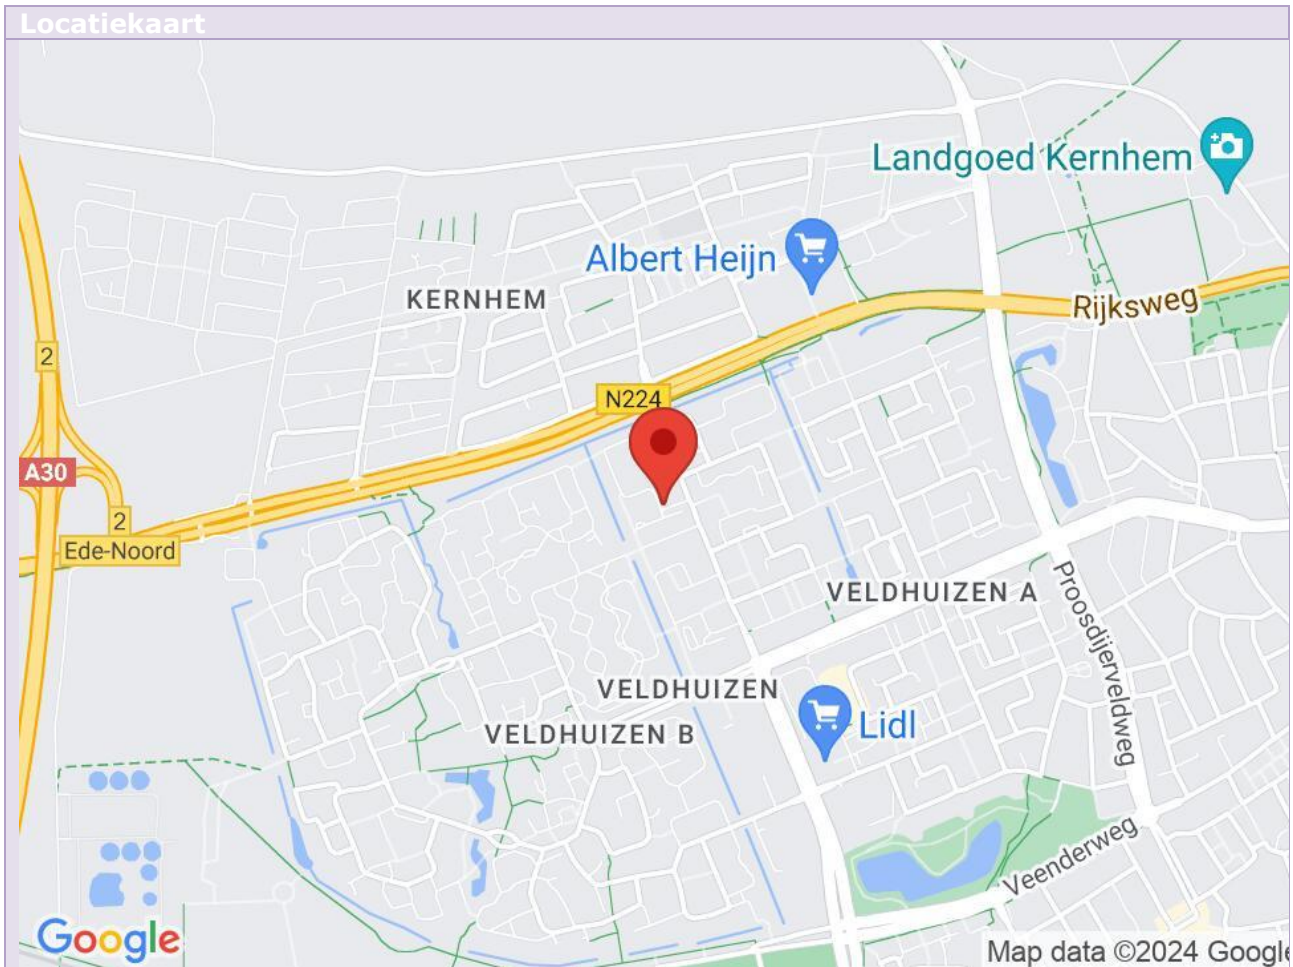 Locatiekaart
Landgoed Kernhem
Albert Heijn
KERNHEM
Rijksweg
2
N224
A30
2
Ede-Noord
VELDHUIZEN A
Proosdijerveldweg
VELDHUIZEN
VELDHUIZEN B
Lidl
Veenderweg
Google
Map data ©2024 Google